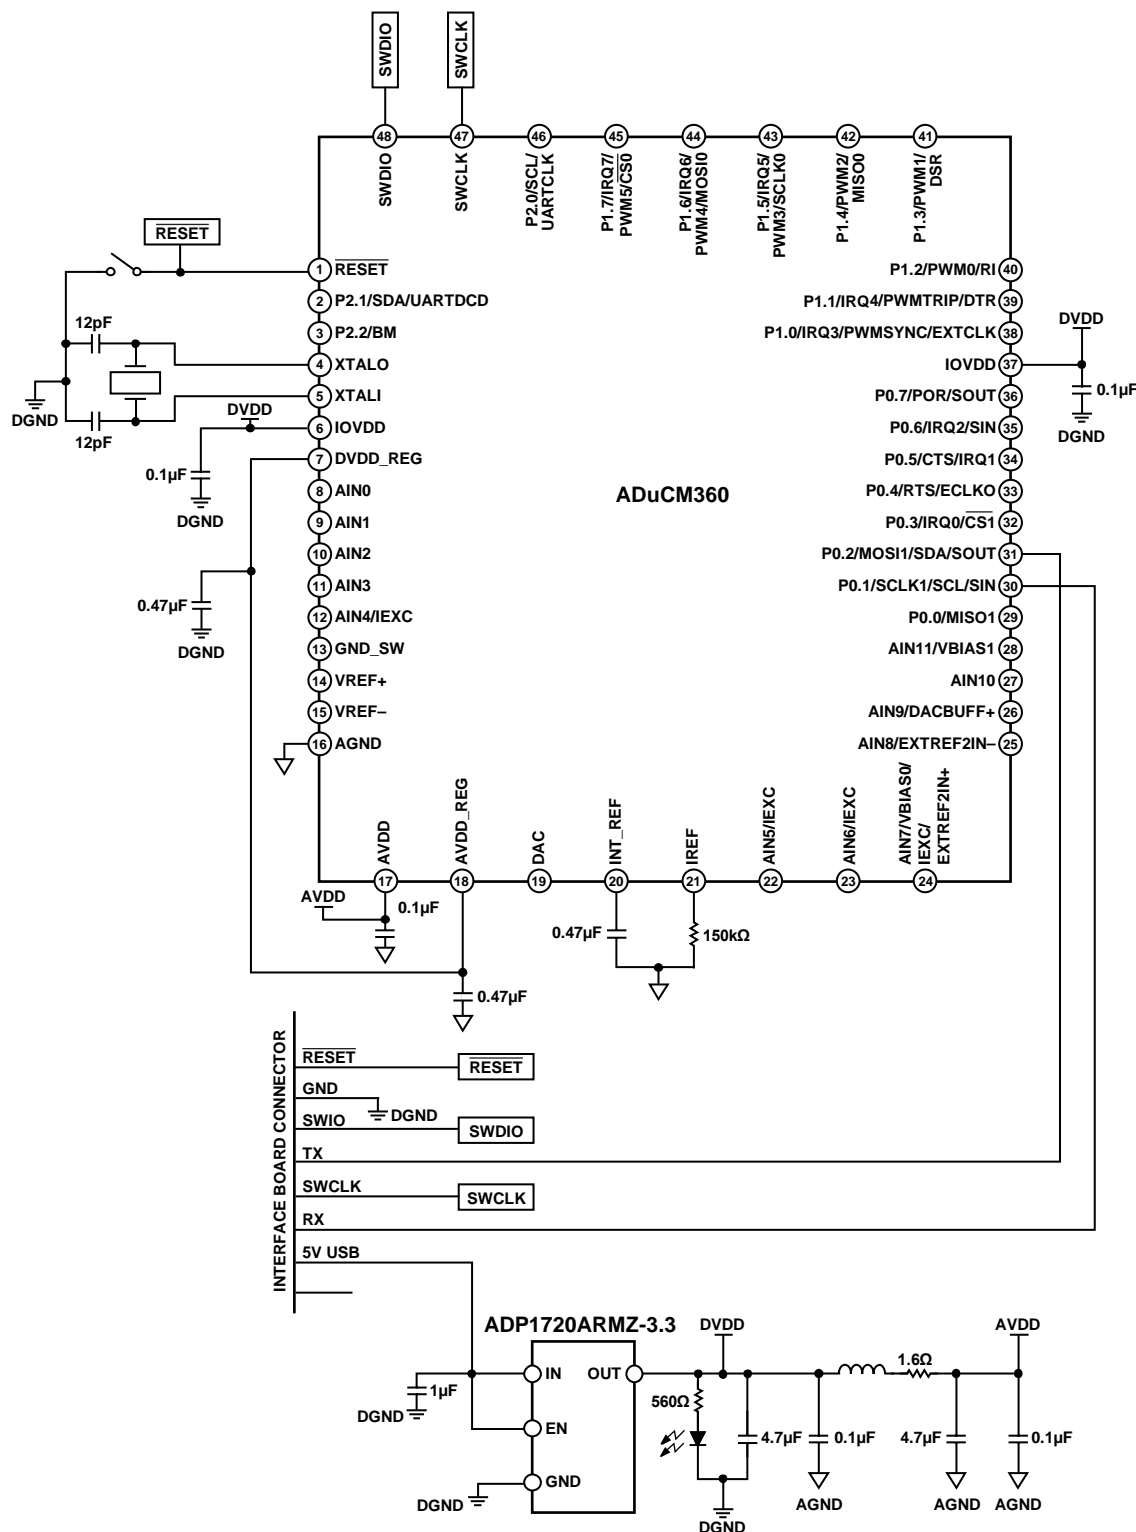 SWDIO
SWCLK
48
47
46
45
44
43
42
41
SWDIO
SWCLK
P2.0/SCL/
UARTCLK
P1.7/IRQ7/
PWM5/CS0
P1.6/IRQ6/
PWM4/MOSI0
P1.5/IRQ5/
PWM3/SCLK0
P1.4/PWM2/
MISO0
P1.3/PWM1/
DSR
RESET
1 RESET
2 P2.1/SDA/UARTDCD
3 P2.2/BM
4 XTALO
5 XTALI
6 IOVDD
7 DVDD_REG
8 AIN0
9 AIN1
10 AIN2
11 AIN3
12 AIN4/IEXC
13 GND_SW
14 VREF+
15 VREF–
16 AGND
12pF
DGND
12pF
DVDD
0.1µF
DGND
0.47µF
DGND
ADuCM360
P1.2/PWM0/RI 40
P1.1/IRQ4/PWMTRIP/DTR 39
P1.0/IRQ3/PWMSYNC/EXTCLK 38
IOVDD 37
P0.7/POR/SOUT 36
P0.6/IRQ2/SIN 35
P0.5/CTS/IRQ1 34
P0.4/RTS/ECLKO 33
P0.3/IRQ0/CS1 32
P0.2/MOSI1/SDA/SOUT 31
P0.1/SCLK1/SCL/SIN 30
P0.0/MISO1 29
AIN11/VBIAS1 28
AIN10 27
AIN9/DACBUFF+ 26
AIN8/EXTREF2IN– 25
DVDD
0.1µF
DGND
AVDD
AVDD_REG
DAC
INT_REF
IREF
AIN5/IEXC
AIN6/IEXC
AIN7/VBIAS0/
IEXC/
EXTREF2IN+
17
18
19
20
21
22
23
24
AVDD
0.1µF
0.47µF
150kΩ
0.47µF
INTERFACE BOARD CONNECTOR
RESET
RESET
GND
DGND
SWIO
SWDIO
TX
SWCLK
SWCLK
RX
5V USB
ADP1720ARMZ-3.3
IN
OUT
EN
GND
1µF
DGND
DGND
DVDD
AVDD
1.6Ω
560Ω
4.7µF
0.1µF
4.7µF
0.1µF
AGND
AGND
AGND
DGND